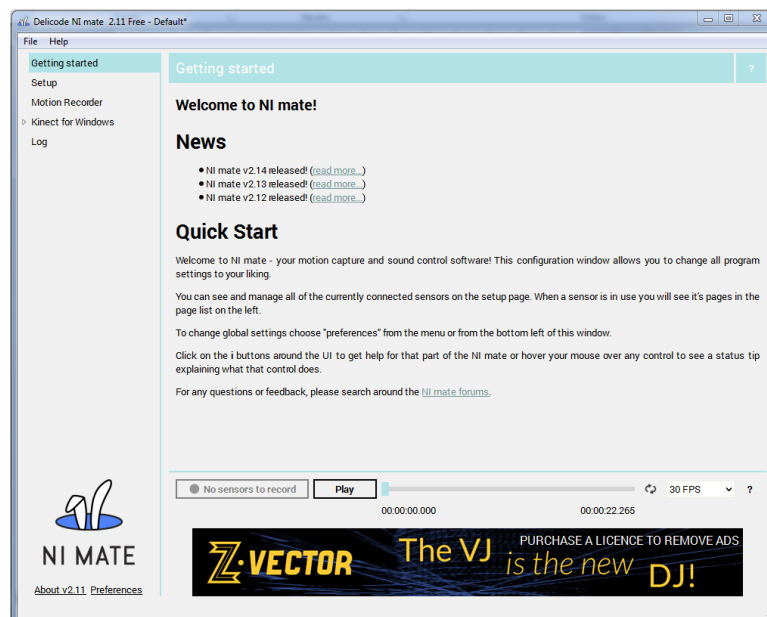 Delicode NI mate 2.11 Free - Default*
File Help
Getting started
Setup
Motion Recorder
Kinect for Windows
Log
Getting started ?
Welcome to NI mate!
News
NI mate v2.14 released! (read more...)
NI mate v2.13 released! (read more...)
NI mate v2.12 released! (read more...)
Quick Start
Welcome to NI mate - your motion capture and sound control software! This configuration window allows you to change all program
settings to your liking.
You can see and manage all of the currently connected sensors on the setup page. When a sensor is in use you will see it's pages in the
page list on the left.
To change global settings choose "preferences" from the menu or from the bottom left of this window.
Click on the i buttons around the UI to get help for that part of the NI mate or hover your mouse over any control to see a status tip
explaining what that control does.
For any questions or feedback, please search around the NI mate forums.
No sensors to record Play 30 FPS ?
00:00:00.000 00:00:22.265
Z·VECTOR The VJ is the new DJ!
PURCHASE A LICENCE TO REMOVE ADS
NI MATE
About v2.11 Preferences